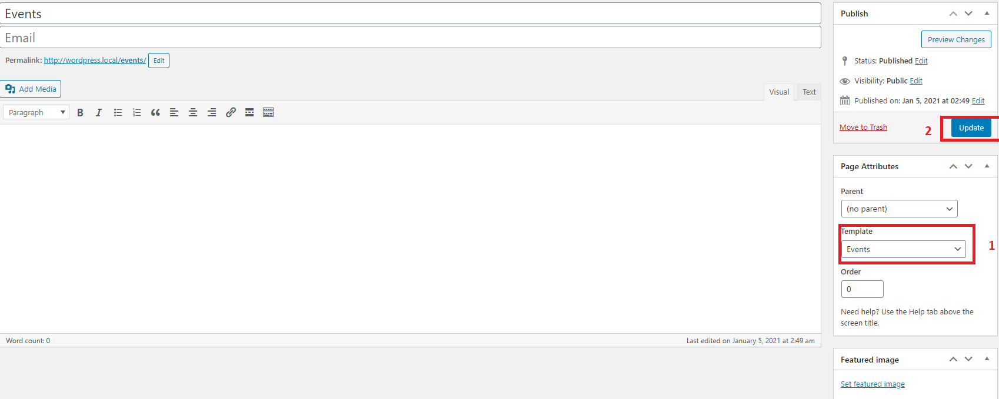 Events
Email
Permalink: http://wordpress.local/events/ Edit
Add Media
Visual Text
Paragraph B I
Word count: 0
Last edited on January 5, 2021 at 2:49 am
Publish
Preview Changes
Status: Published Edit
Visibility: Public Edit
Published on: Jan 5, 2021 at 02:49 Edit
Move to Trash 2 Update
Page Attributes
Parent
(no parent)
Template
Events
1
Order
0
Need help? Use the Help tab above the
screen title.
Featured image
Set featured image